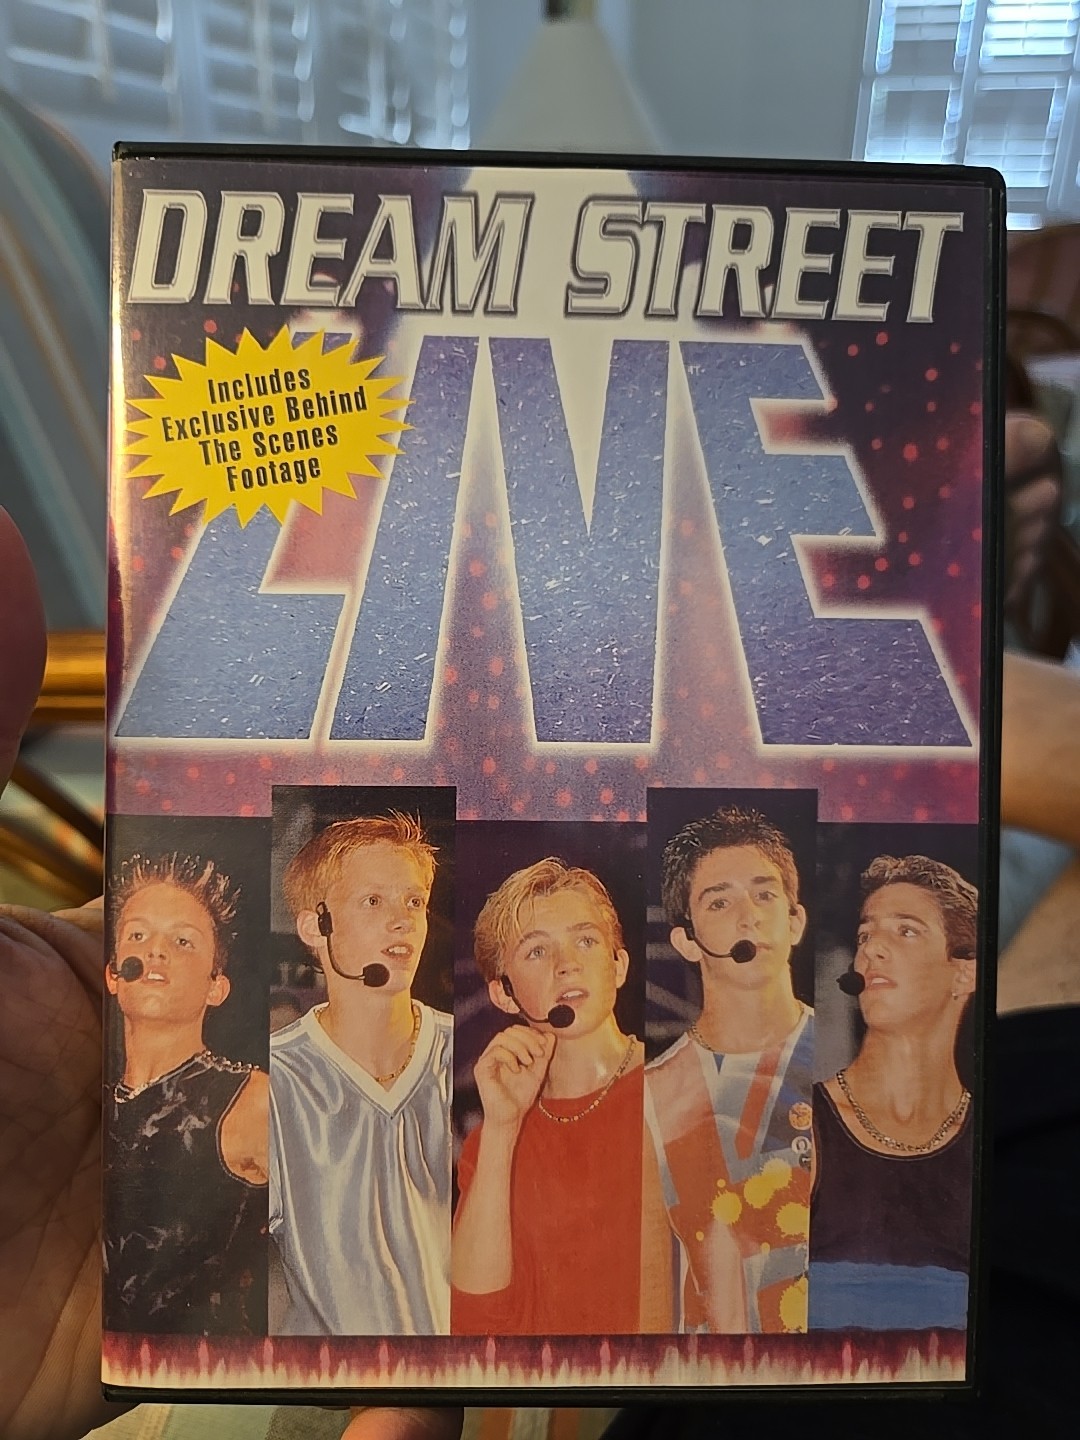 DREAM STREET
LIVE
Includes
Exclusive Behind
The Scenes
Footage